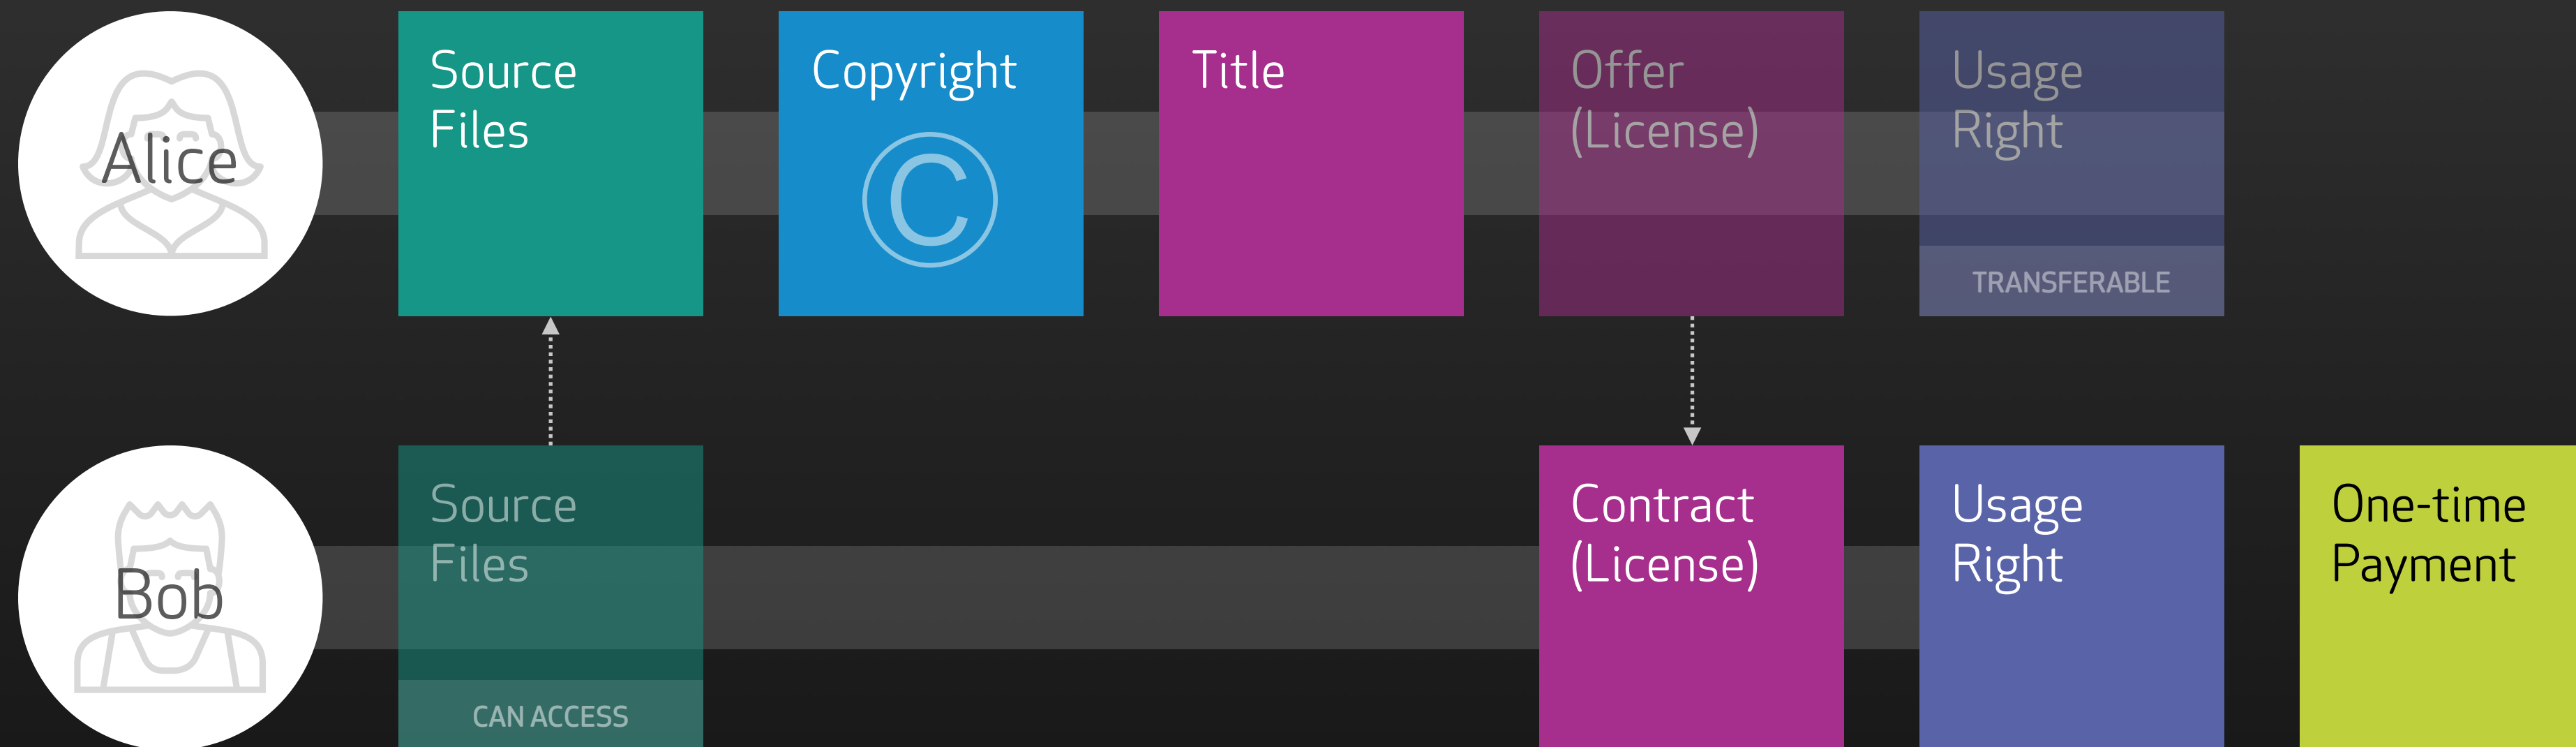 Alice
Source
Files
Copyright
©
Title
Offer
(License)
Usage
Right
TRANSFERABLE
Bob
Source
Files
CAN ACCESS
Contract
(License)
Usage
Right
One-time
Payment